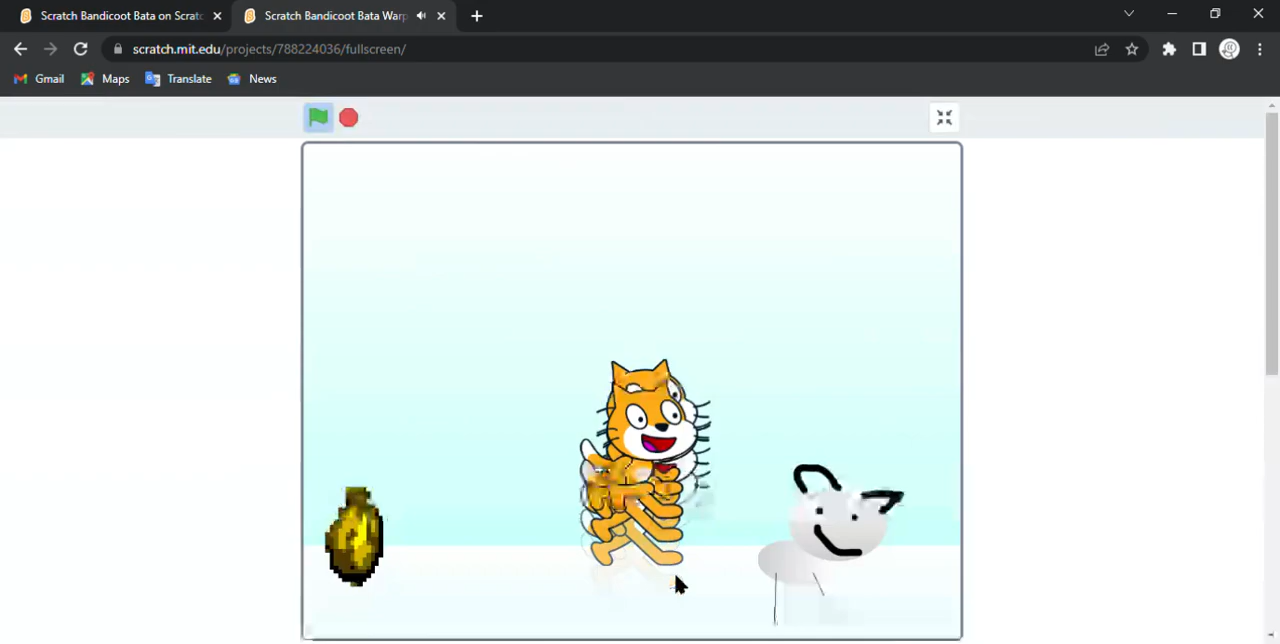 Scratch Bandicoot Bata on Scratc
Scratch Bandicoot Bata Warp
scratch.mit.edu/projects/788224036/fullscreen/
Gmail
Maps
Translate
News